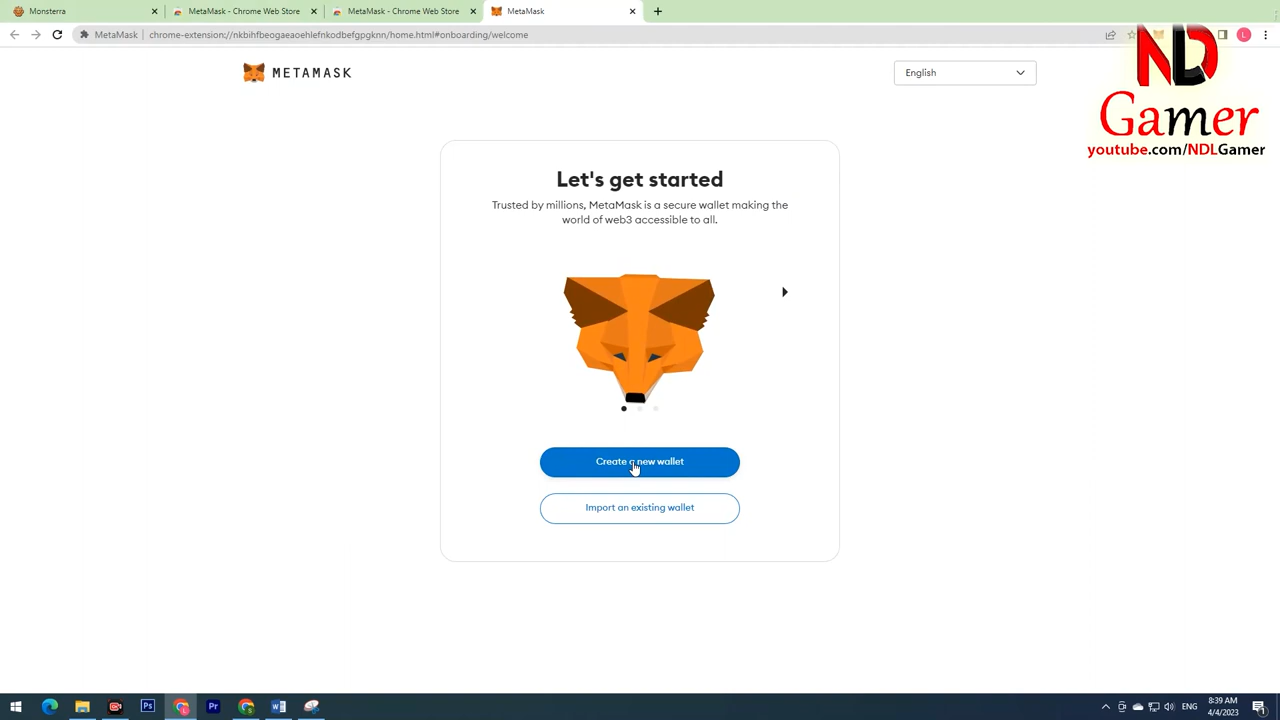 Monsterra
MetaMask - Chrome Web Store
MetaMask - Chrome Web Store
MetaMask
MetaMask
chrome-extension://nkbihfbeogaeaoehlefnkodbefgpgknn/home.html#onboarding/welcome
L
NDL
Gamer
youtube.com/NDLGamer
METAMASK
English
Let's get started
Trusted by millions, MetaMask is a secure wallet making the
world of web3 accessible to all.
Create a new wallet
Import an existing wallet
Ps
L
Pr
ENG
8:39 AM
4/4/2023
1